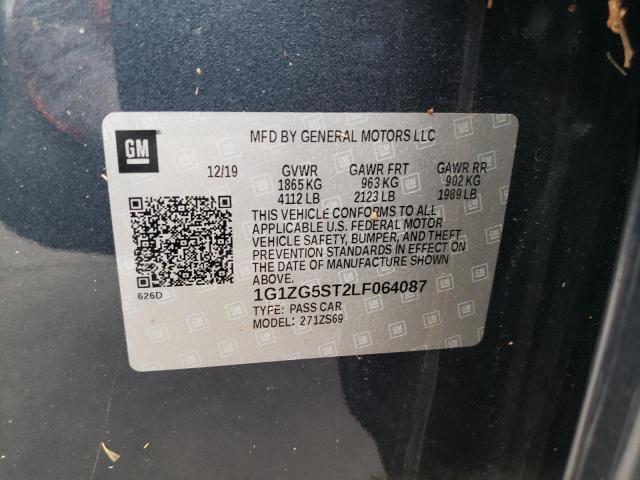 GM
MFD BY GENERAL MOTORS LLC
12/19 GVWR GAWR FRT GAWR RR
1865 KG 963 KG 902 KG
4112 LB 2123 LB 1989 LB
THIS VEHICLE CONFORMS TO ALL
APPLICABLE U.S. FEDERAL MOTOR
VEHICLE SAFETY, BUMPER, AND THEFT
PREVENTION STANDARDS IN EFFECT ON
THE DATE OF MANUFACTURE SHOWN
ABOVE.
626D
1G1ZG5ST2LF064087
TYPE: PASS CAR
MODEL: 271ZS69